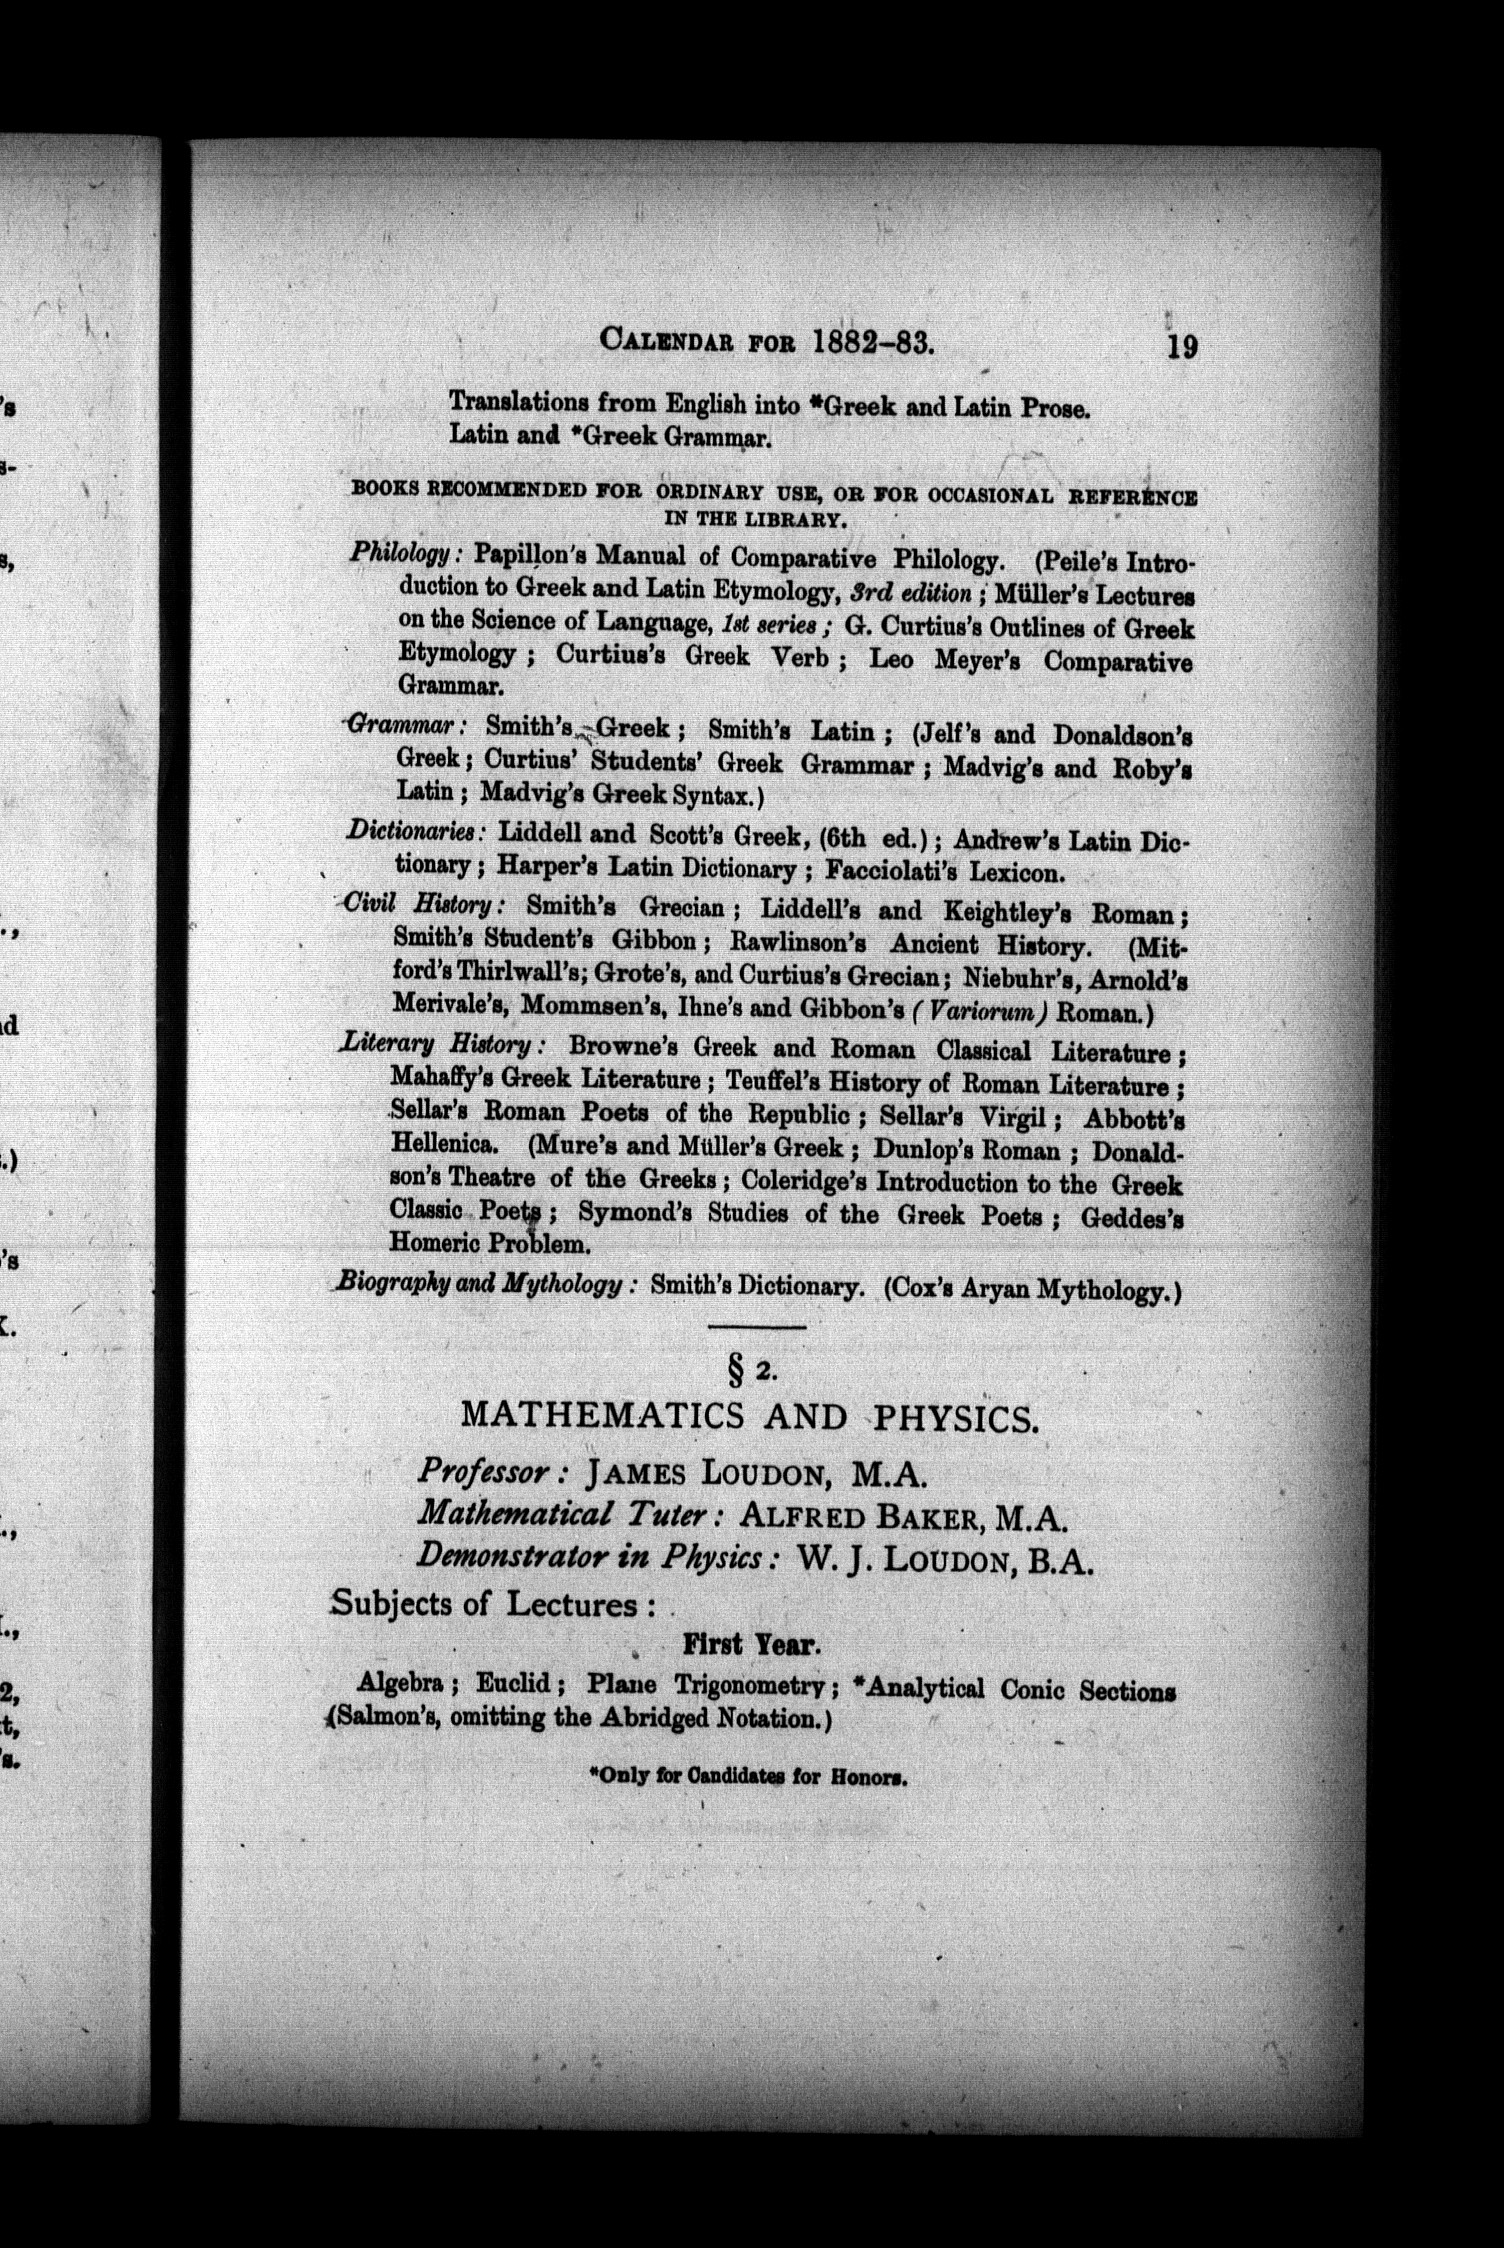 CALENDAR FOR 1882–83. 19
Translations from English into *Greek and Latin Prose.
Latin and *Greek Grammar.
BOOKS RECOMMENDED FOR ORDINARY USE, OR FOR OCCASIONAL REFERENCE
IN THE LIBRARY.
Philology: Papillon's Manual of Comparative Philology. (Peile's Intro-
duction to Greek and Latin Etymology, 3rd edition; Müller's Lectures
on the Science of Language, 1st series; G. Curtius's Outlines of Greek
Etymology; Curtius's Greek Verb; Leo Meyer's Comparative
Grammar.
Grammar: Smith's Greek; Smith's Latin; (Jelf's and Donaldson's
Greek; Curtius' Students' Greek Grammar; Madvig's and Roby's
Latin; Madvig's Greek Syntax.)
Dictionaries: Liddell and Scott's Greek, (6th ed.); Andrew's Latin Dic-
tionary; Harper's Latin Dictionary; Facciolati's Lexicon.
Civil History: Smith's Grecian; Liddell's and Keightley's Roman;
Smith's Student's Gibbon; Rawlinson's Ancient History. (Mit-
ford's Thirlwall's; Grote's, and Curtius's Grecian; Niebuhr's, Arnold's
Merivale's, Mommsen's, Ihne's and Gibbon's (Variorum) Roman.)
Literary History: Browne's Greek and Roman Classical Literature;
Mahaffy's Greek Literature; Teuffel's History of Roman Literature;
Sellar's Roman Poets of the Republic; Sellar's Virgil; Abbott's
Hellenica. (Mure's and Müller's Greek; Dunlop's Roman; Donald-
son's Theatre of the Greeks; Coleridge's Introduction to the Greek
Classic Poets; Symond's Studies of the Greek Poets; Geddes's
Homeric Problem.
Biography and Mythology: Smith's Dictionary. (Cox's Aryan Mythology.)
§ 2.
MATHEMATICS AND PHYSICS.
Professor: JAMES LOUDON, M.A.
Mathematical Tuter: ALFRED BAKER, M.A.
Demonstrator in Physics: W. J. LOUDON, B.A.
Subjects of Lectures:
First Year.
Algebra; Euclid; Plane Trigonometry; *Analytical Conic Sections
(Salmon's, omitting the Abridged Notation.)
*Only for Candidates for Honors.